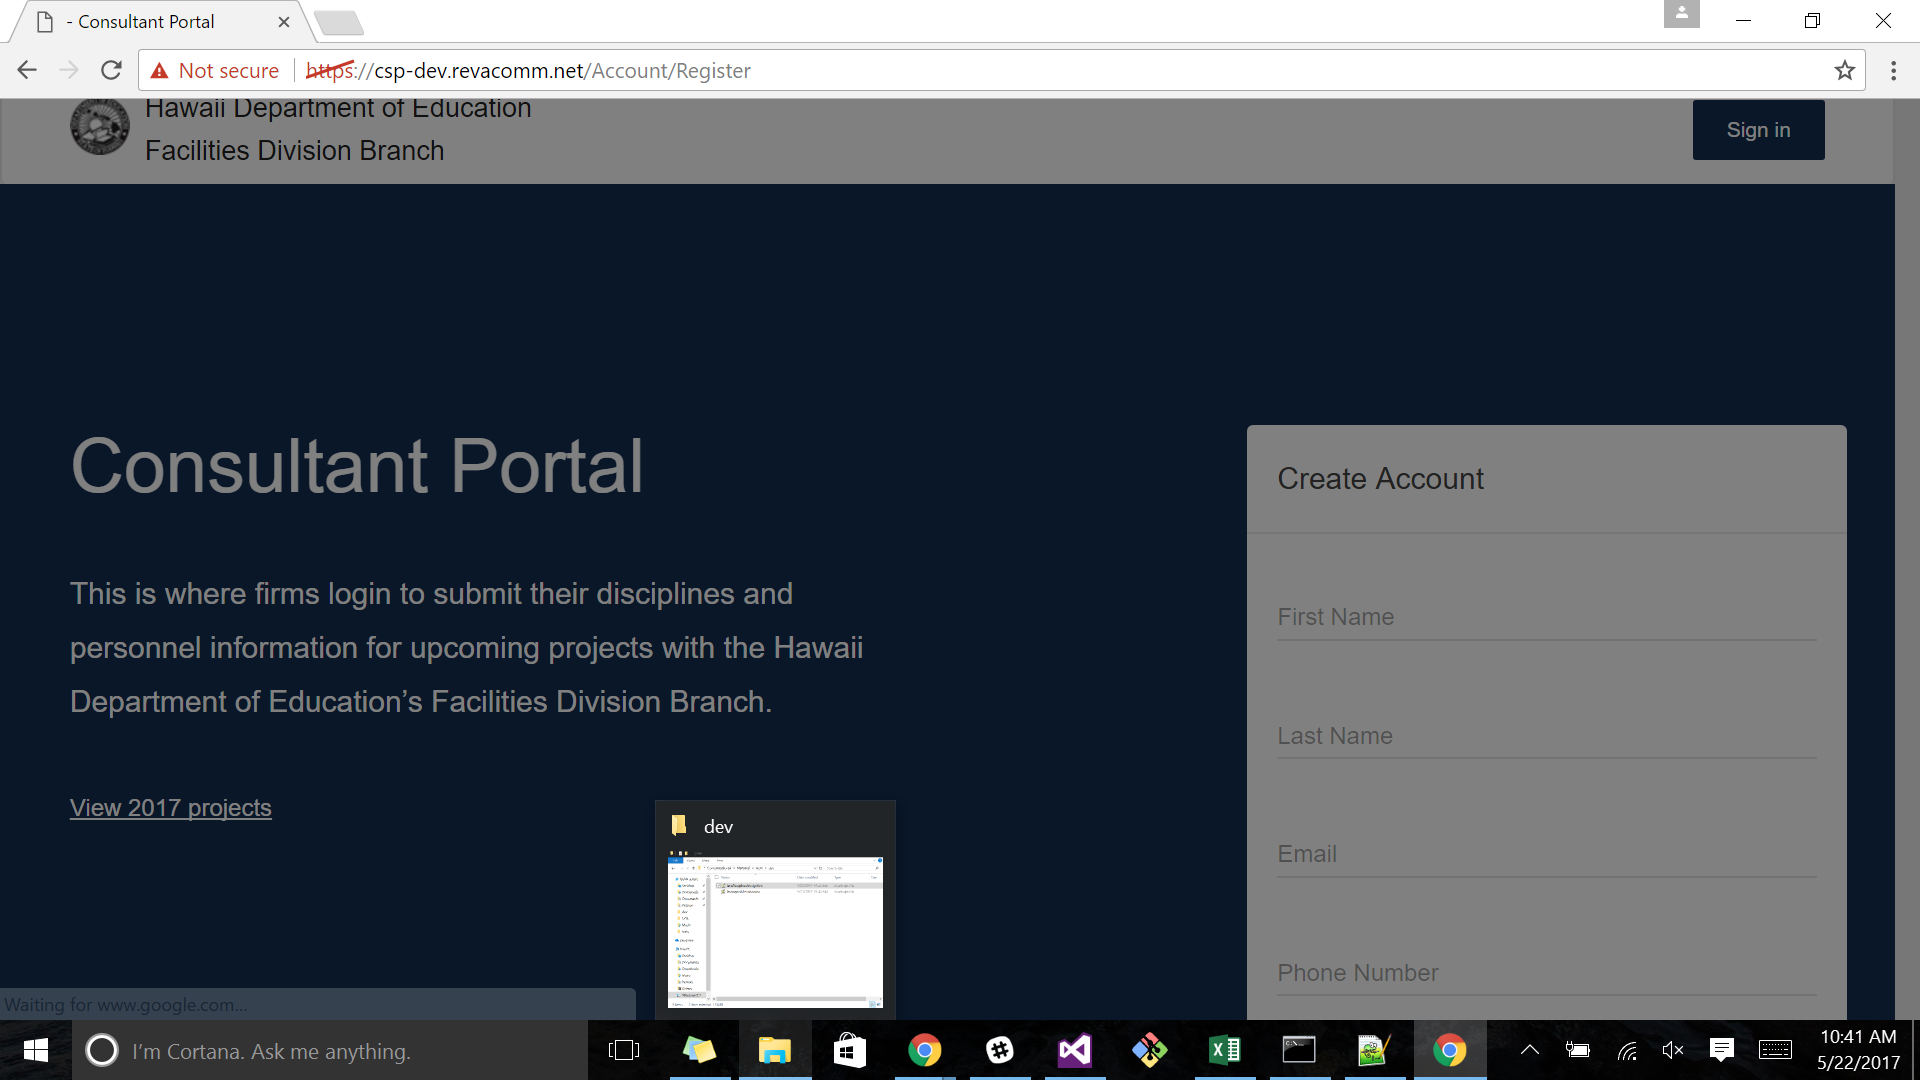 - Consultant Portal
Not secure
https://csp-dev.revacomm.net/Account/Register
Hawaii Department of Education
Facilities Division Branch
Sign in
Consultant Portal
This is where firms login to submit their disciplines and
personnel information for upcoming projects with the Hawaii
Department of Education’s Facilities Division Branch.
View 2017 projects
Create Account
First Name
Last Name
Email
Phone Number
dev
Waiting for www.google.com...
I'm Cortana. Ask me anything.
10:41 AM
5/22/2017